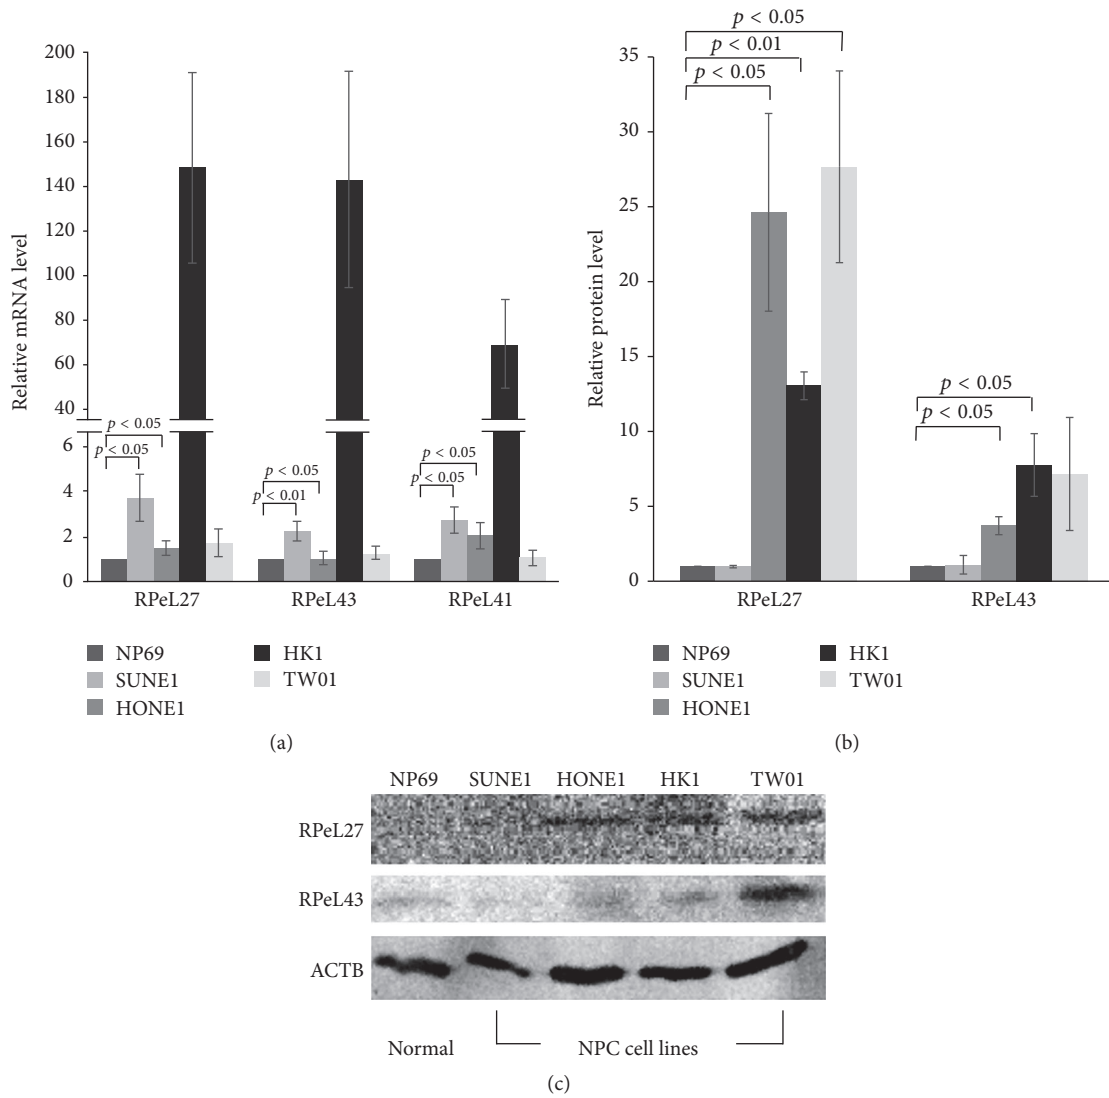 Relative mRNA level
200
180
160
140
120
100
80
60
40
6
4
2
0
p < 0.05
p < 0.05
p < 0.05
p < 0.01
p < 0.05
p < 0.05
RPeL27 RPeL43 RPeL41
NP69 HK1
SUNE1 TW01
HONE1
(a)
Relative protein level
35
30
25
20
15
10
5
0
p < 0.05
p < 0.01
p < 0.05
p < 0.05
p < 0.05
RPeL27 RPeL43
NP69 HK1
SUNE1 TW01
HONE1
(b)
NP69 SUNE1 HONE1 HK1 TW01
RPeL27
RPeL43
ACTB
Normal NPC cell lines
(c)